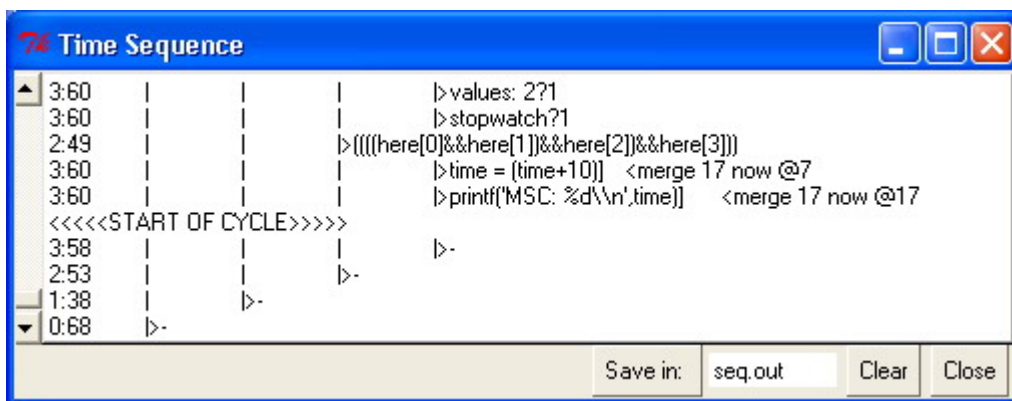 Time Sequence
3:60 | | | |>values: 2?1
3:60 | | | |>stopwatch?1
2:49 | | |>((((here[0]&&here[1])&&here[2])&&here[3]))
3:60 | | | |>time = (time+10)] <merge 17 now @7
3:60 | | | |>printf('MSC: %d\\n',time)] <merge 17 now @17
<<<<<START OF CYCLE>>>>>
3:58 | | | |>-
2:53 | | |>-
1:38 | |>-
0:68 |>-
Save in: seq.out Clear Close